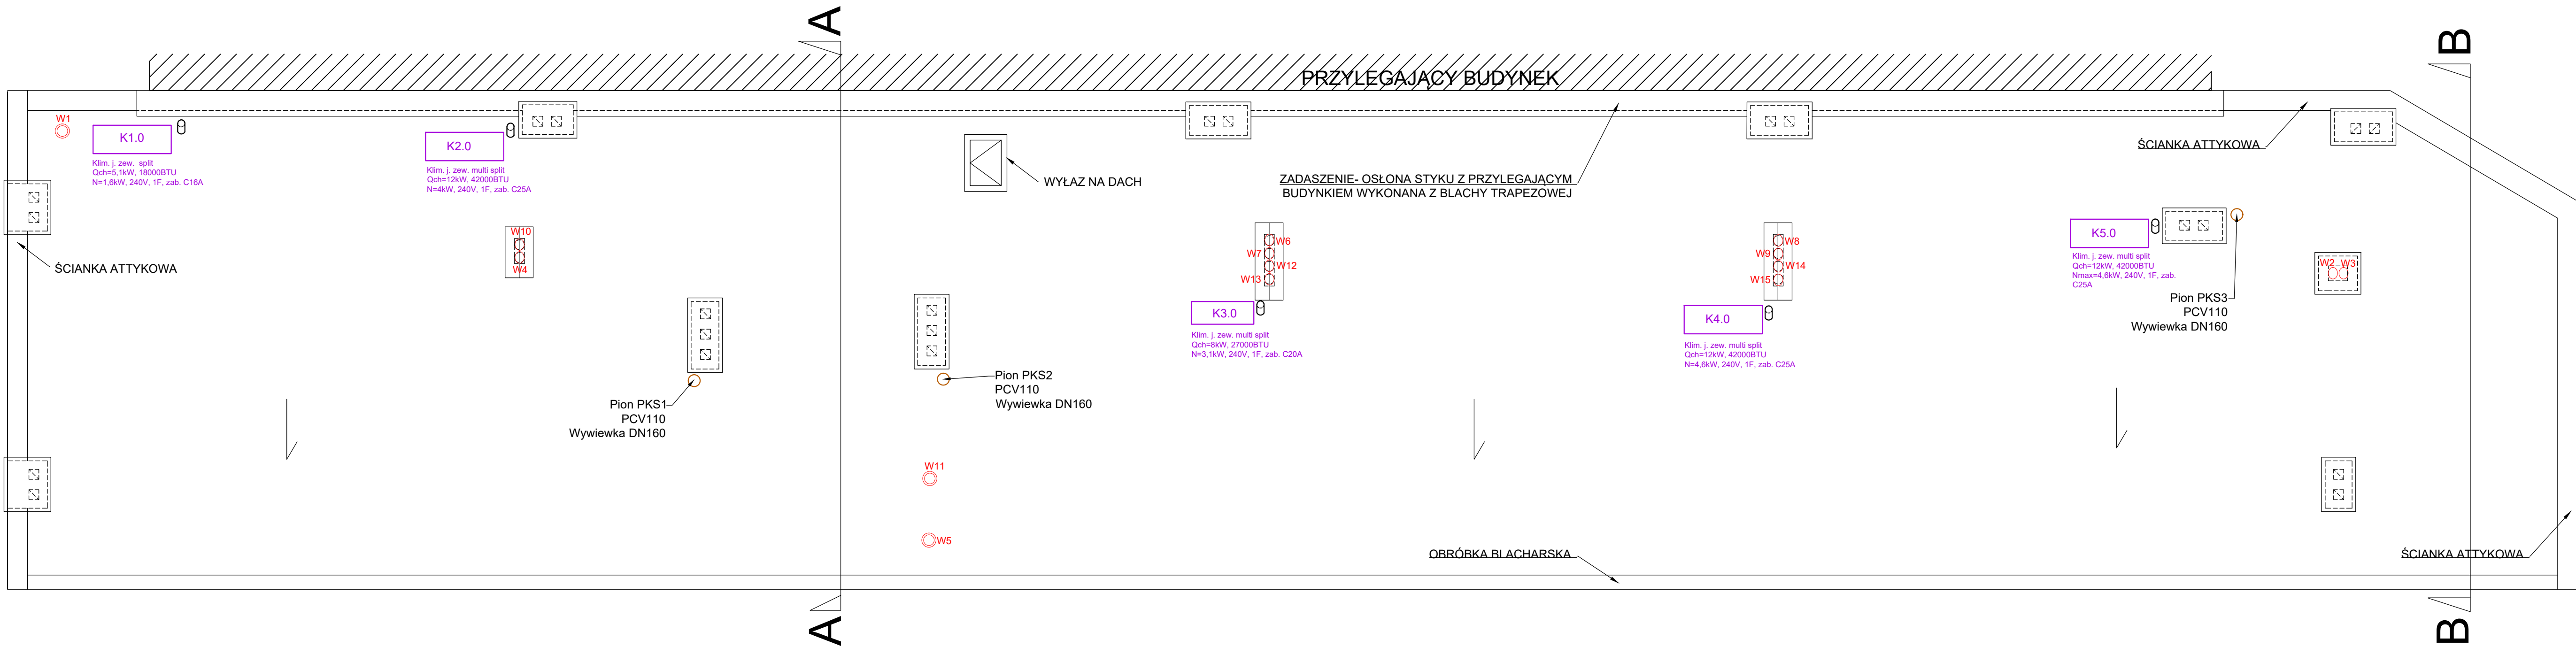 A
B
PRZYLEGAJĄCY BUDYNEK
W1
K1.0
Klim. j. zew. split
Qch=5,1kW, 18000BTU
N=1,6kW, 240V, 1F, zab. C16A
K2.0
Klim. j. zew. multi split
Qch=12kW, 42000BTU
N=4kW, 240V, 1F, zab. C25A
WYŁAZ NA DACH
ZADASZENIE- OSŁONA STYKU Z PRZYLEGAJĄCYM
BUDYNKIEM WYKONANA Z BLACHY TRAPEZOWEJ
ŚCIANKA ATTYKOWA
ŚCIANKA ATTYKOWA
W10
W4
W6
W7
W12
W13
W8
W9
W14
W15
K5.0
Klim. j. zew. multi split
Qch=12kW, 42000BTU
Nmax=4,6kW, 240V, 1F, zab.
C25A
W2
W3
Pion PKS3
PCV110
Wywiewka DN160
K3.0
Klim. j. zew. multi split
Qch=8kW, 27000BTU
N=3,1kW, 240V, 1F, zab. C20A
K4.0
Klim. j. zew. multi split
Qch=12kW, 42000BTU
N=4,6kW, 240V, 1F, zab. C25A
Pion PKS1
PCV110
Wywiewka DN160
Pion PKS2
PCV110
Wywiewka DN160
W11
W5
OBRÓBKA BLACHARSKA
ŚCIANKA ATTYKOWA
A
B